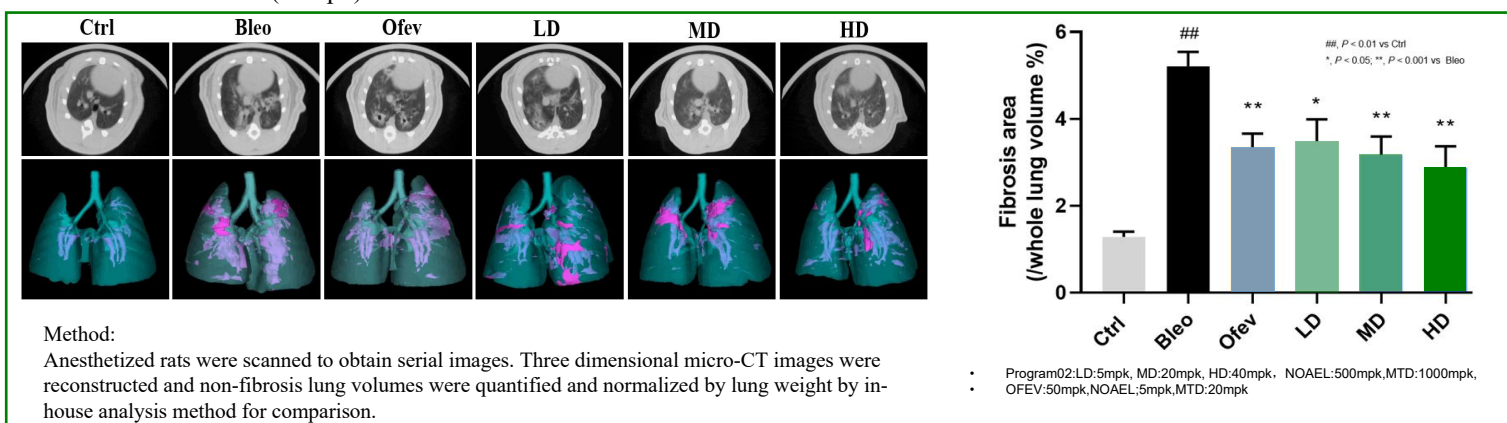 Ctrl Bleo Ofev LD MD HD
Method:
Anesthetized rats were scanned to obtain serial images. Three dimensional micro-CT images were
reconstructed and non-fibrosis lung volumes were quantified and normalized by lung weight by in-
house analysis method for comparison.
Fibrosis area
(/whole lung volume %)
6
4
2
0
##
**
*
**
**
##, P < 0.01 vs Ctrl
*, P < 0.05; **, P < 0.001 vs Bleo
Ctrl Bleo Ofev LD MD HD
• Program02:LD:5mpk, MD:20mpk, HD:40mpk, NOAEL:500mpk,MTD:1000mpk,
• OFEV:50mpk,NOAEL;5mpk,MTD:20mpk